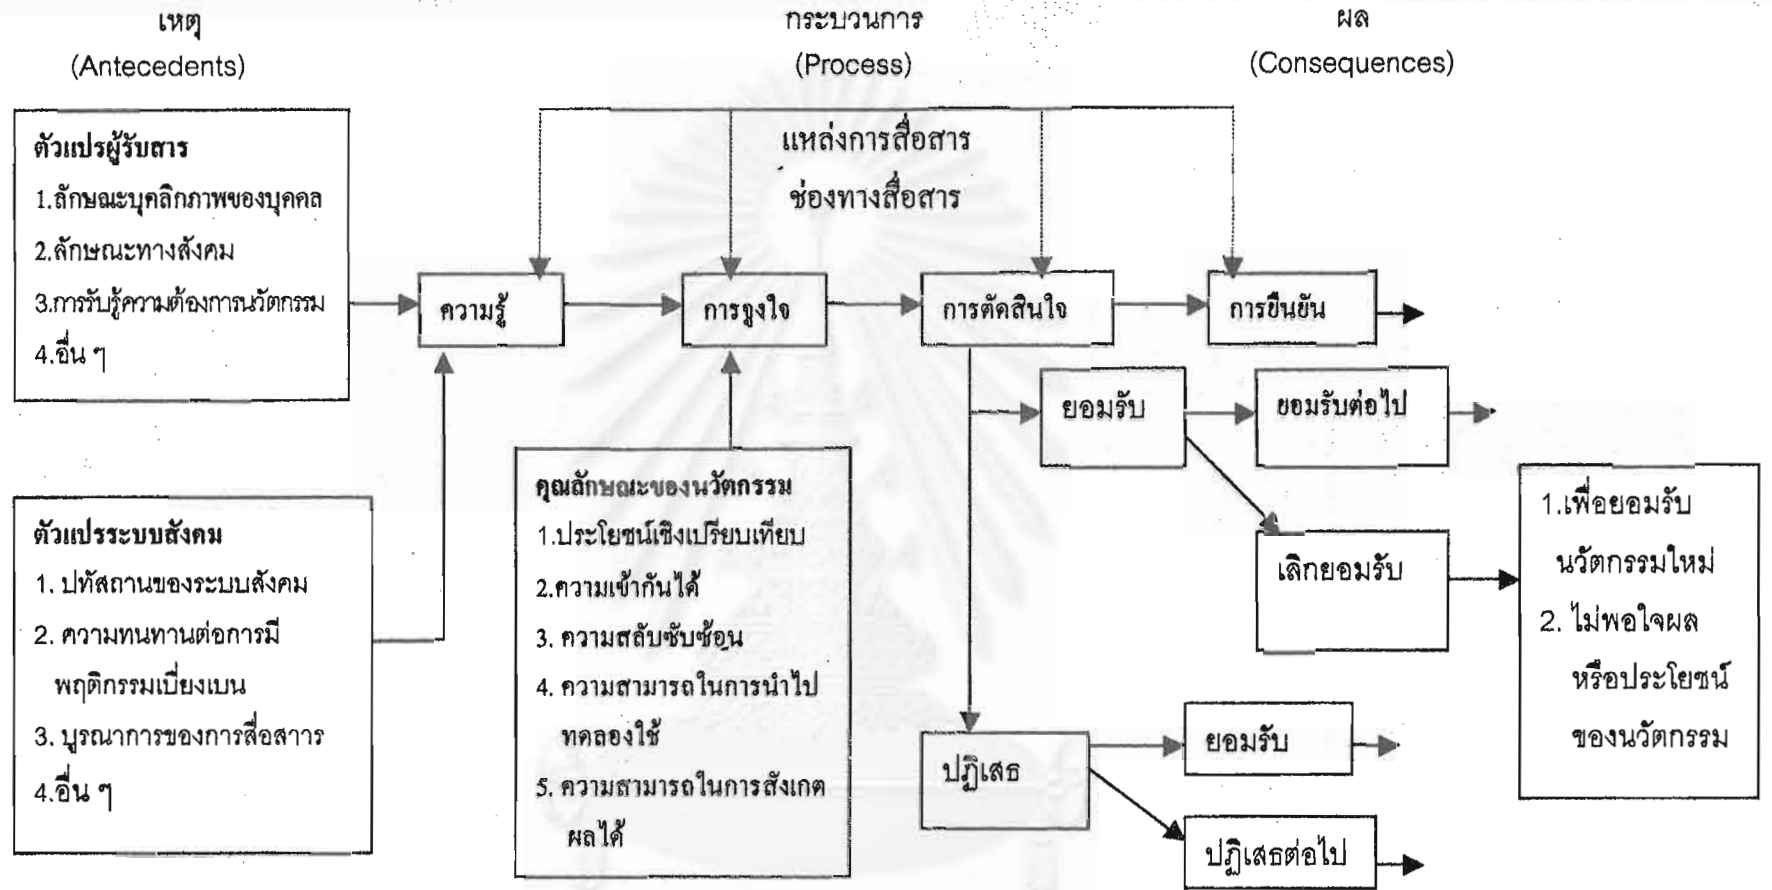 เหตุ
(Antecedents)
กระบวนการ
(Process)
ผล
(Consequences)
ตัวแปรผู้รับสาร
1.ลักษณะบุคลิกภาพของบุคคล
2.ลักษณะทางสังคม
3.การรับรู้ความต้องการนวัตกรรม
4.อื่น ๆ
แหล่งการสื่อสาร
ช่องทางสื่อสาร
ความรู้
การจูงใจ
การตัดสินใจ
การยืนยัน
ยอมรับ
ยอมรับต่อไป
เลิกยอมรับ
1.เพื่อยอมรับ
นวัตกรรมใหม่
2. ไม่พอใจผล
หรือประโยชน์
ของนวัตกรรม
ตัวแปรระบบสังคม
1. ปทัสถานของระบบสังคม
2. ความทนทานต่อการมี
พฤติกรรมเบี่ยงเบน
3. บูรณาการของการสื่อสาาร
4.อื่น ๆ
คุณลักษณะของนวัตกรรม
1.ประโยชน์เชิงเปรียบเทียบ
2.ความเข้ากันได้
3. ความสลับซับซ้อน
4. ความสามารถในการนำไป
ทดลองใช้
5. ความสามารถในการสังเกต
ผลได้
ปฏิเสธ
ยอมรับ
ปฏิเสธต่อไป